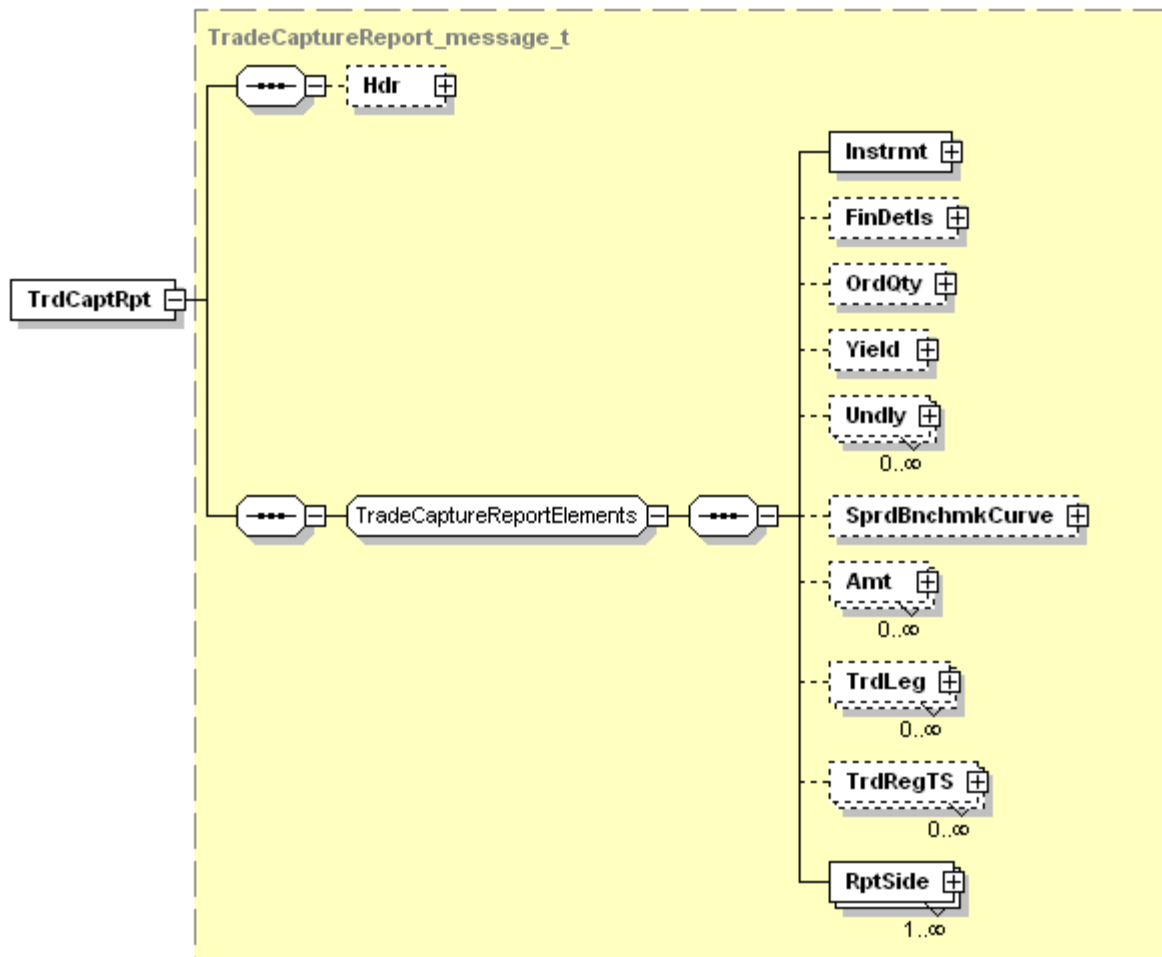 TradeCaptureReport_message_t
Hdr
Instrmt
FinDetls
OrdQty
TrdCaptRpt
Yield
Undly
0..∞
TradeCaptureReportElements
SprdBnchmkCurve
Amt
0..∞
TrdLeg
0..∞
TrdRegTS
0..∞
RptSide
1..∞